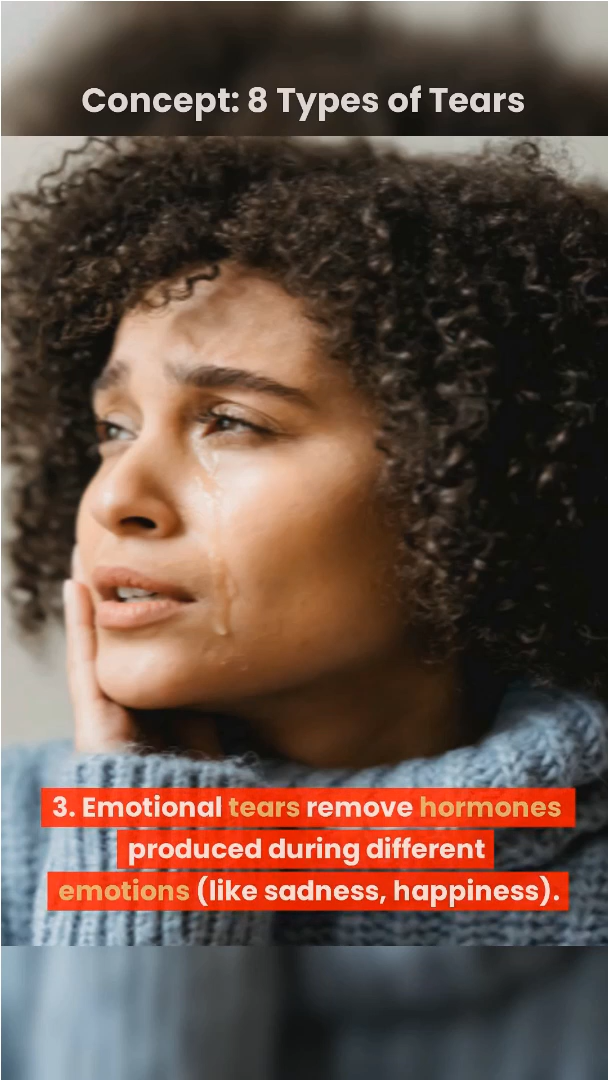 Concept: 8 Types of Tears
3. Emotional tears remove hormones
produced during different
emotions (like sadness, happiness).